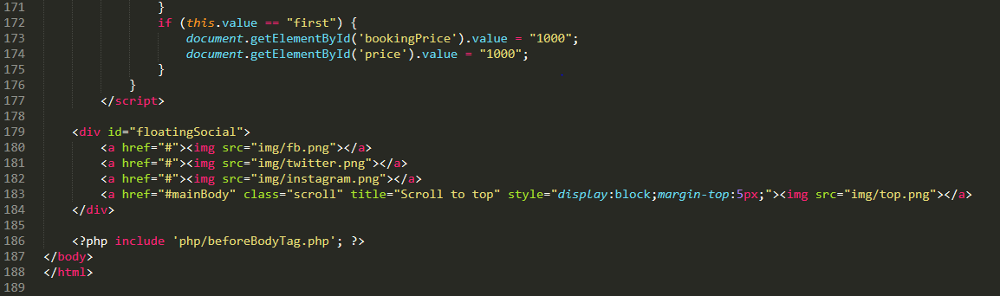 171 }
172 if (this.value == "first") {
173 document.getElementById('bookingPrice').value = "1000";
174 document.getElementById('price').value = "1000";
175 }
176 }
177 </script>
178
179 <div id="floatingSocial">
180 <a href="#"><img src="img/fb.png"></a>
181 <a href="#"><img src="img/twitter.png"></a>
182 <a href="#"><img src="img/instagram.png"></a>
183 <a href="#mainBody" class="scroll" title="Scroll to top" style="display:block;margin-top:5px;"><img src="img/top.png"></a>
184 </div>
185
186 <?php include 'php/beforeBodyTag.php'; ?>
187 </body>
188 </html>
189